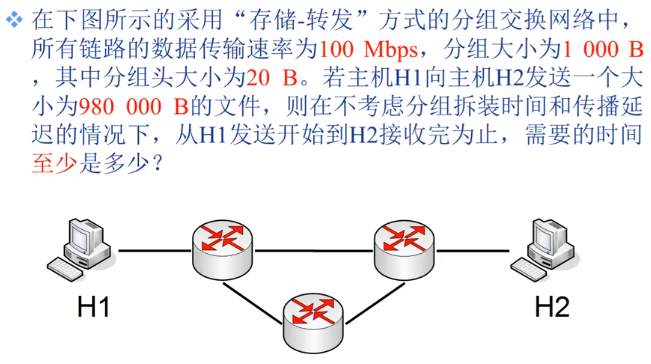 在下图所示的采用“存储-转发”方式的分组交换网络中,
所有链路的数据传输速率为100 Mbps，分组大小为1 000 B
，其中分组头大小为20 B。若主机H1向主机H2发送一个大
小为980 000 B的文件，则在不考虑分组拆装时间和传播延
迟的情况下，从H1发送开始到H2接收完为止，需要的时间
至少是多少？
H1
H2